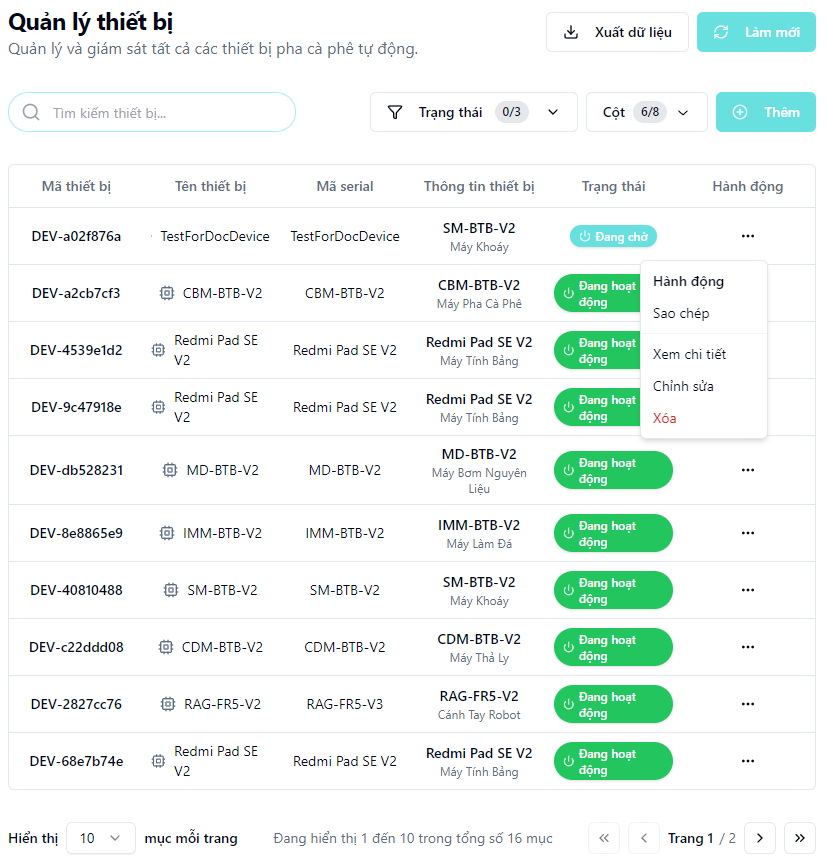 Quản lý thiết bị
Quản lý và giám sát tất cả các thiết bị pha cà phê tự động.
Xuất dữ liệu
Làm mới
Tìm kiếm thiết bị...
Trạng thái 0/3
Cột 6/8
Thêm
Mã thiết bị Tên thiết bị Mã serial Thông tin thiết bị Trạng thái Hành động
DEV-a02f876a TestForDocDevice TestForDocDevice SM-BTB-V2 Đang chờ ...
Máy Khoáy
DEV-a2cb7cf3 CBM-BTB-V2 CBM-BTB-V2 CBM-BTB-V2 Đang hoạt
Máy Pha Cà Phê động
DEV-4539e1d2 Redmi Pad SE Redmi Pad SE V2 Redmi Pad SE V2 Đang hoạt
V2 Máy Tính Bảng động
DEV-9c47918e Redmi Pad SE Redmi Pad SE V2 Redmi Pad SE V2 Đang hoạt
V2 Máy Tính Bảng động
Hành động
Sao chép
Xem chi tiết
Chỉnh sửa
Xóa
DEV-db528231 MD-BTB-V2 MD-BTB-V2 MD-BTB-V2 Đang hoạt ...
Máy Bơm Nguyên động
Liệu
DEV-8e8865e9 IMM-BTB-V2 IMM-BTB-V2 IMM-BTB-V2 Đang hoạt ...
Máy Làm Đá động
DEV-40810488 SM-BTB-V2 SM-BTB-V2 SM-BTB-V2 Đang hoạt ...
Máy Khoáy động
DEV-c22ddd08 CDM-BTB-V2 CDM-BTB-V2 CDM-BTB-V2 Đang hoạt ...
Máy Thả Ly động
DEV-2827cc76 RAG-FR5-V2 RAG-FR5-V3 RAG-FR5-V2 Đang hoạt ...
Cánh Tay Robot động
DEV-68e7b74e Redmi Pad SE Redmi Pad SE V2 Redmi Pad SE V2 Đang hoạt ...
V2 Máy Tính Bảng động
Hiển thị 10 mục mỗi trang Đang hiển thị 1 đến 10 trong tổng số 16 mục « ‹ Trang 1 / 2 › »